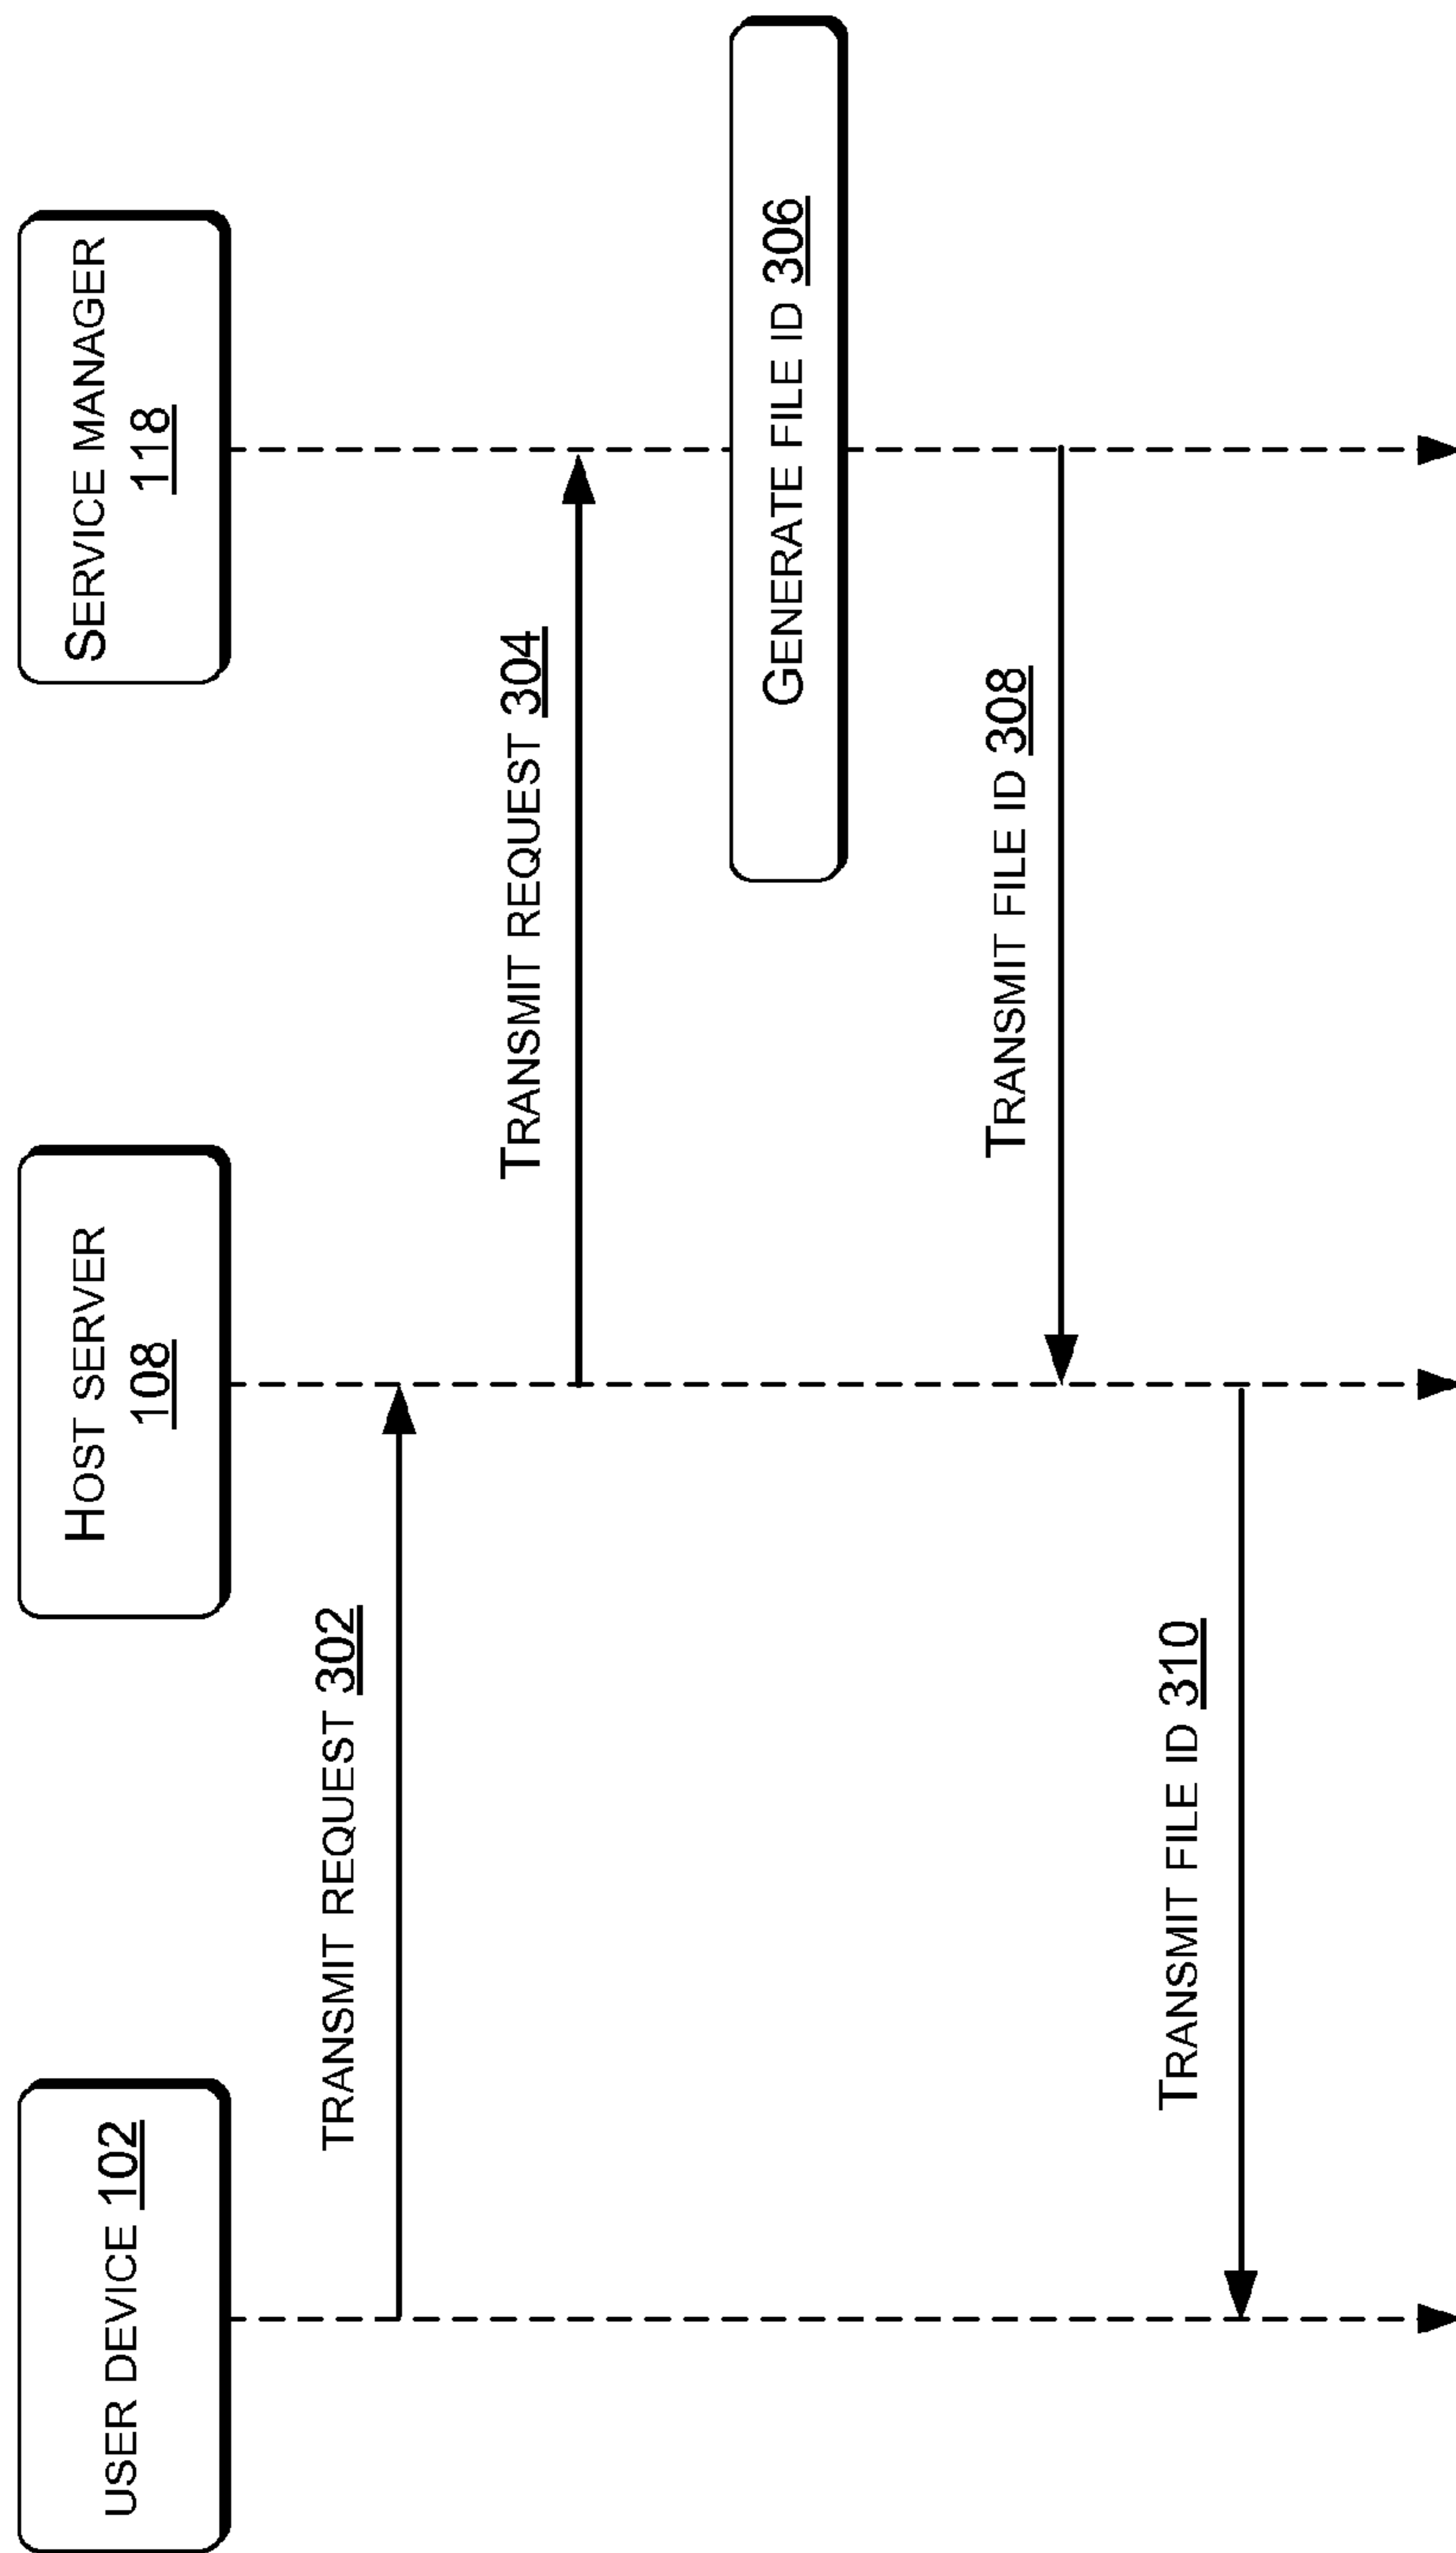 USER DEVICE 102
HOST SERVER
108
SERVICE MANAGER
118
TRANSMIT REQUEST 302
TRANSMIT REQUEST 304
GENERATE FILE ID 306
TRANSMIT FILE ID 308
TRANSMIT FILE ID 310